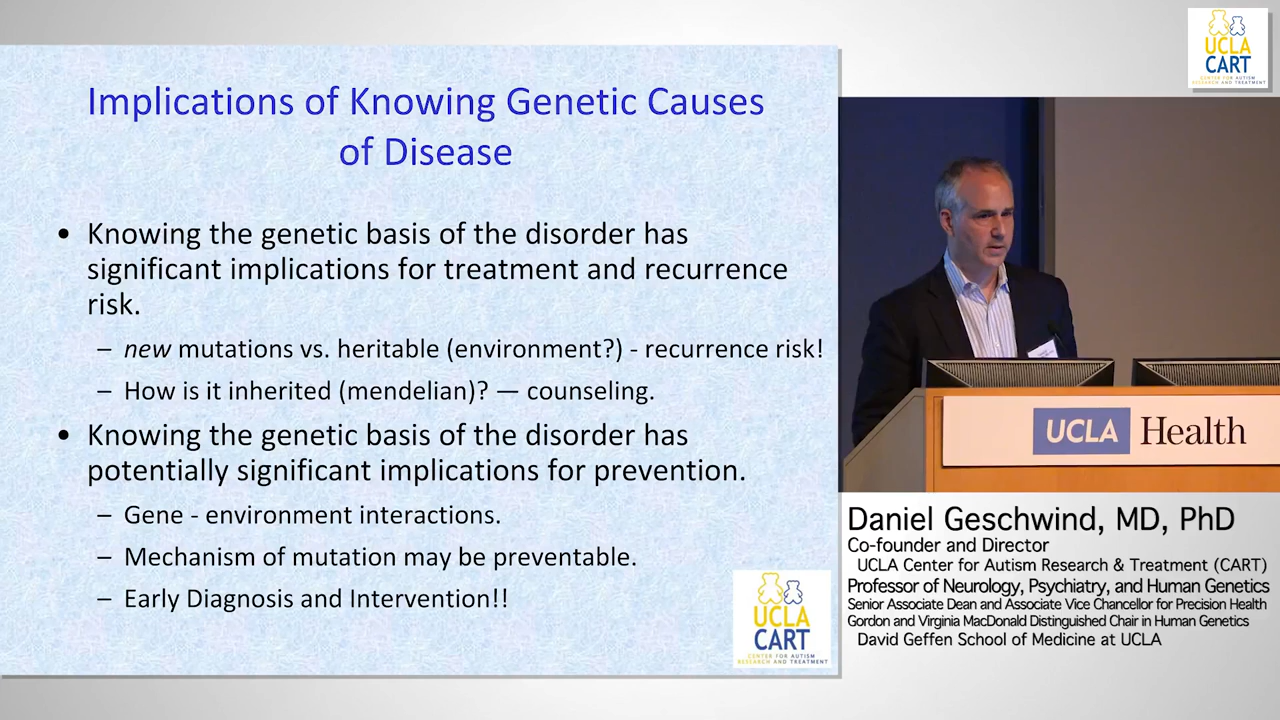 Implications of Knowing Genetic Causes
of Disease
• Knowing the genetic basis of the disorder has
significant implications for treatment and recurrence
risk.
– new mutations vs. heritable (environment?) - recurrence risk!
– How is it inherited (mendelian)? — counseling.
• Knowing the genetic basis of the disorder has
potentially significant implications for prevention.
– Gene - environment interactions.
– Mechanism of mutation may be preventable.
– Early Diagnosis and Intervention!!
UCLA
CART
CENTER FOR AUTISM
RESEARCH AND TREATMENT
UCLA
CART
CENTER FOR AUTISM
RESEARCH AND TREATMENT
UCLA Health
Daniel Geschwind, MD, PhD
Co-founder and Director
UCLA Center for Autism Research & Treatment (CART)
Professor of Neurology, Psychiatry, and Human Genetics
Senior Associate Dean and Associate Vice Chancellor for Precision Health
Gordon and Virginia MacDonald Distinguished Chair in Human Genetics
David Geffen School of Medicine at UCLA